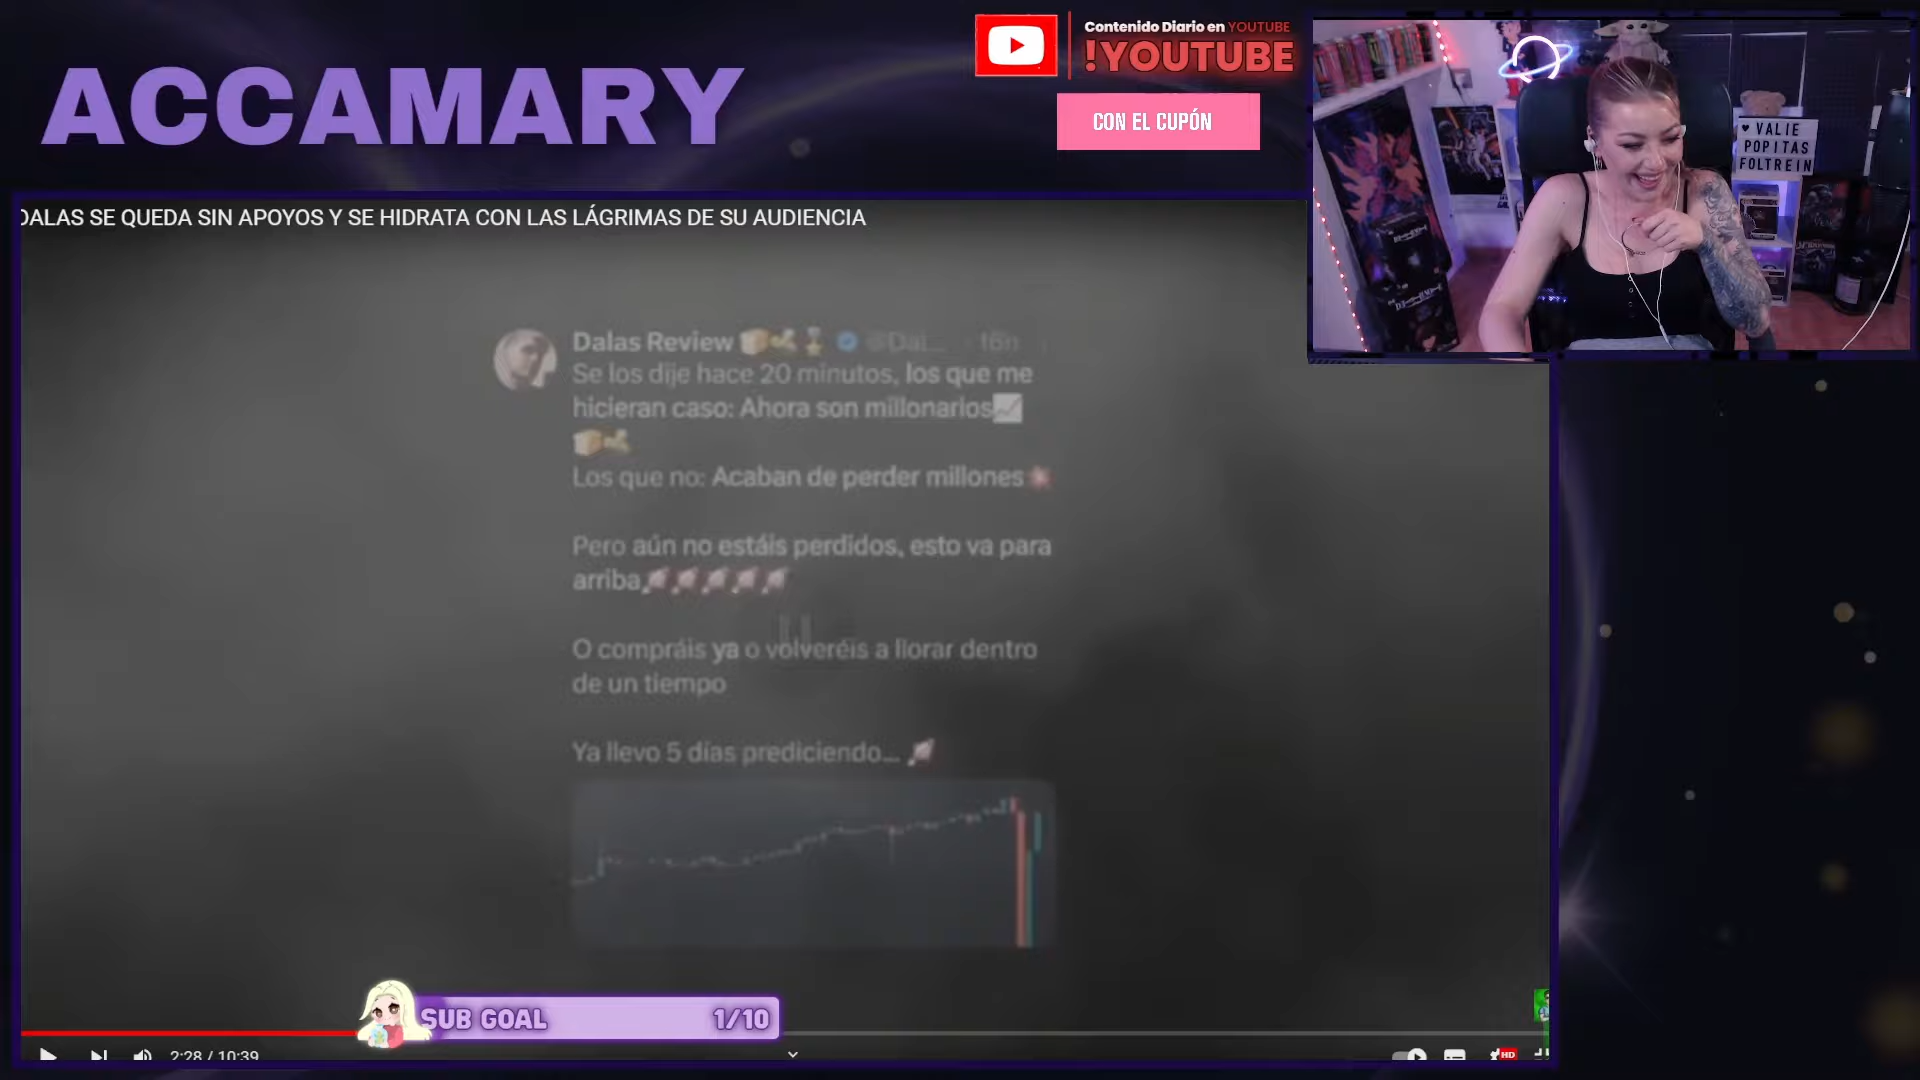 ACCAMARY
Contenido Diario en YOUTUBE
!YOUTUBE
CON EL CUPÓN
♥ VALIE
POPITAS
FOLTREIN
DALAS SE QUEDA SIN APOYOS Y SE HIDRATA CON LAS LÁGRIMAS DE SU AUDIENCIA
Dalas Review @Dal... · 16h
Se los dije hace 20 minutos, los que me
hicieran caso: Ahora son millonarios
Los que no: Acaban de perder millones
Pero aún no estáis perdidos, esto va para
arriba
O compráis ya o volveréis a llorar dentro
de un tiempo
Ya llevo 5 días prediciendo...
SUB GOAL 1/10
2:28 / 10:39
HD